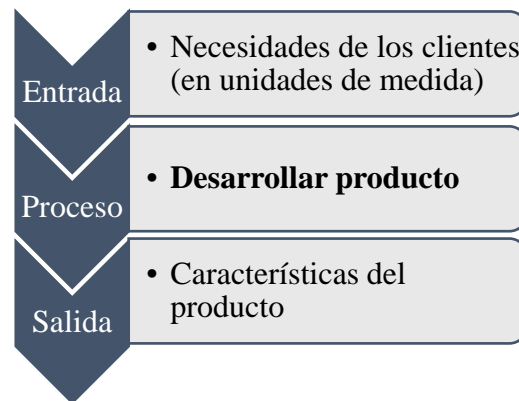 Entrada
• Necesidades de los clientes
(en unidades de medida)
Proceso
• Desarrollar producto
Salida
• Características del
producto